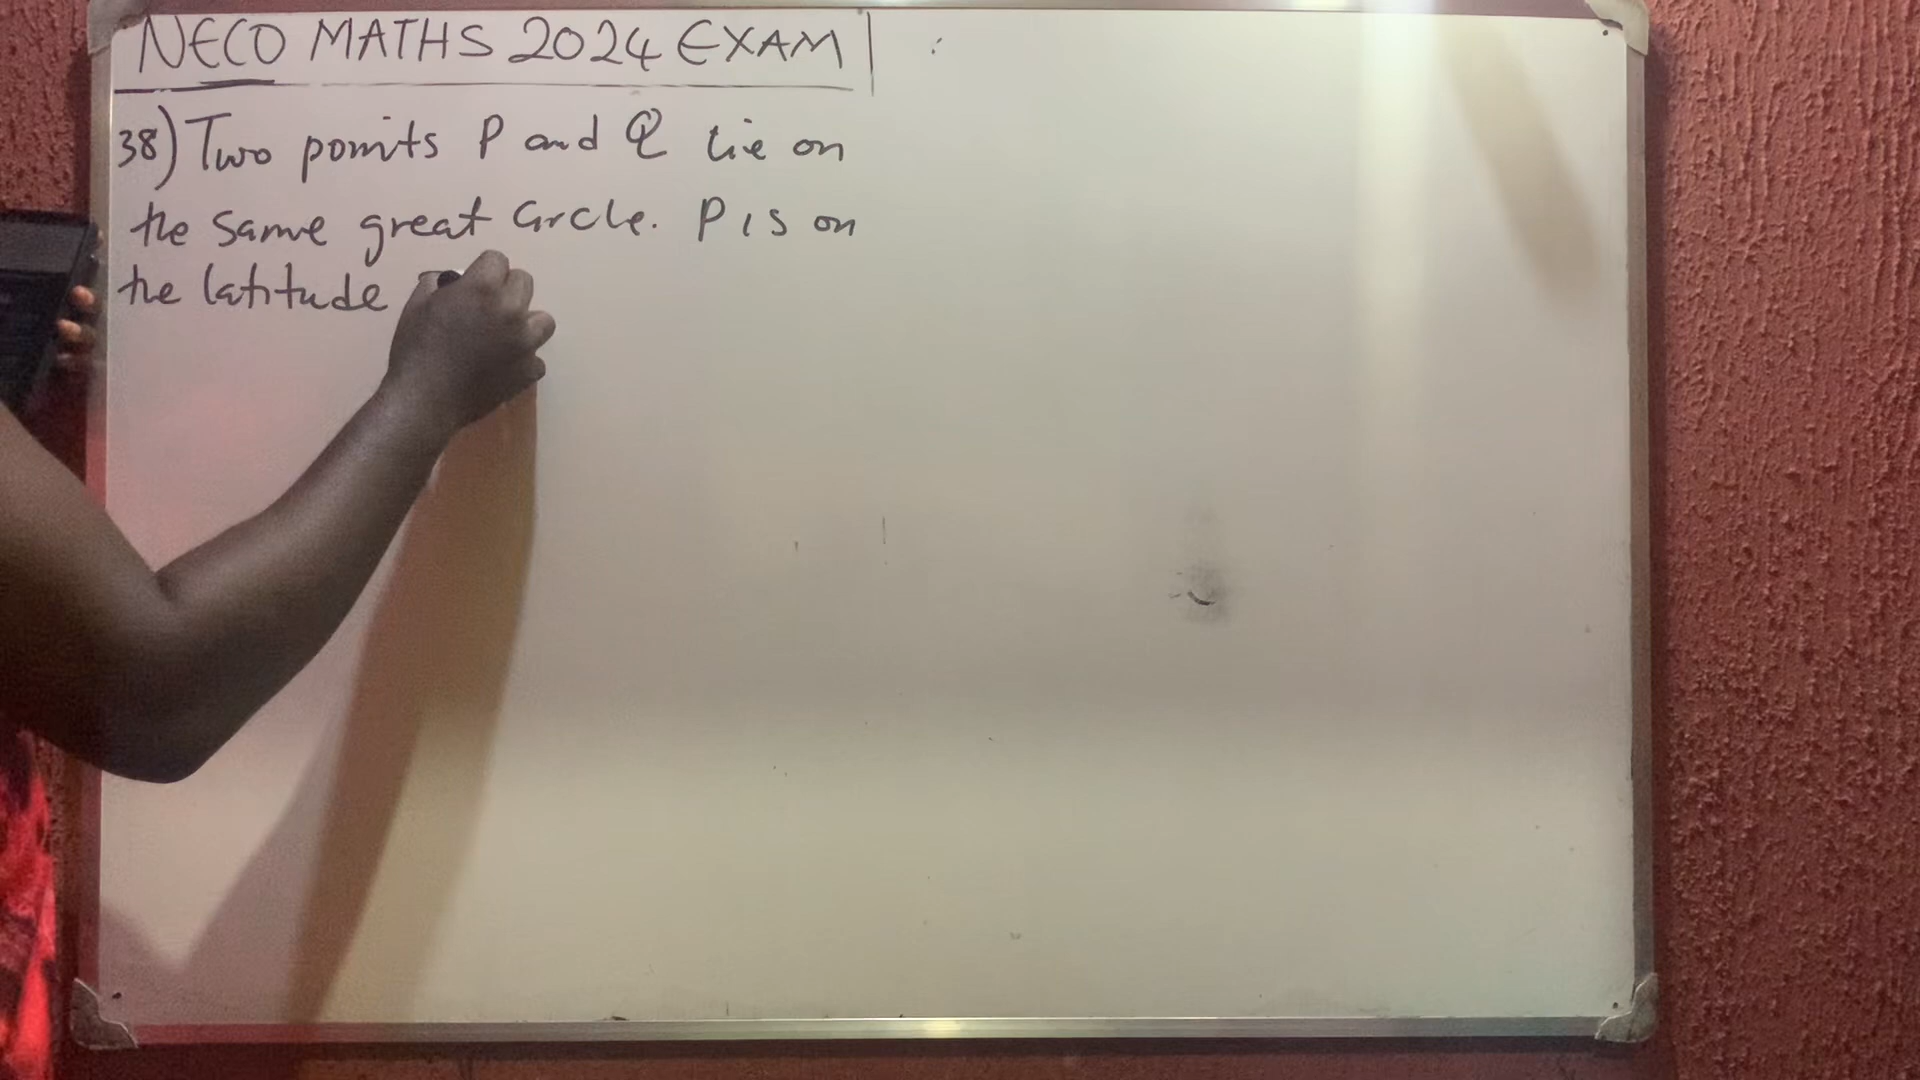 NECO MATHS 2024 EXAM
38) Two points P and Q lie on
the same great Circle. P is on
the latitude